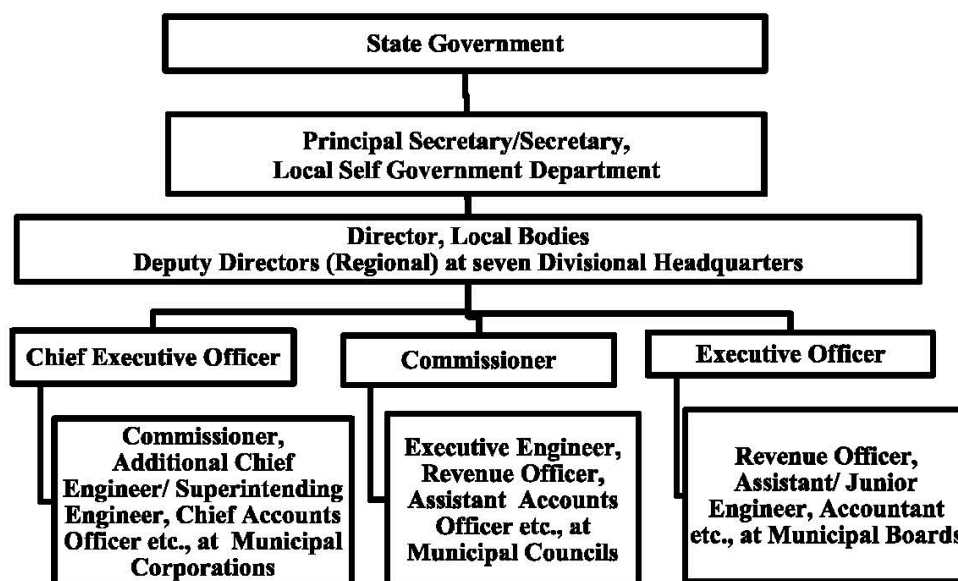 State Government
Principal Secretary/Secretary,
Local Self Government Department
Director, Local Bodies
Deputy Directors (Regional) at seven Divisional Headquarters
Chief Executive Officer
Commissioner
Executive Officer
Commissioner,
Additional Chief
Engineer/ Superintending
Engineer, Chief Accounts
Officer etc., at Municipal
Corporations
Executive Engineer,
Revenue Officer,
Assistant Accounts
Officer etc., at
Municipal Councils
Revenue Officer,
Assistant/ Junior
Engineer, Accountant
etc., at Municipal Boards